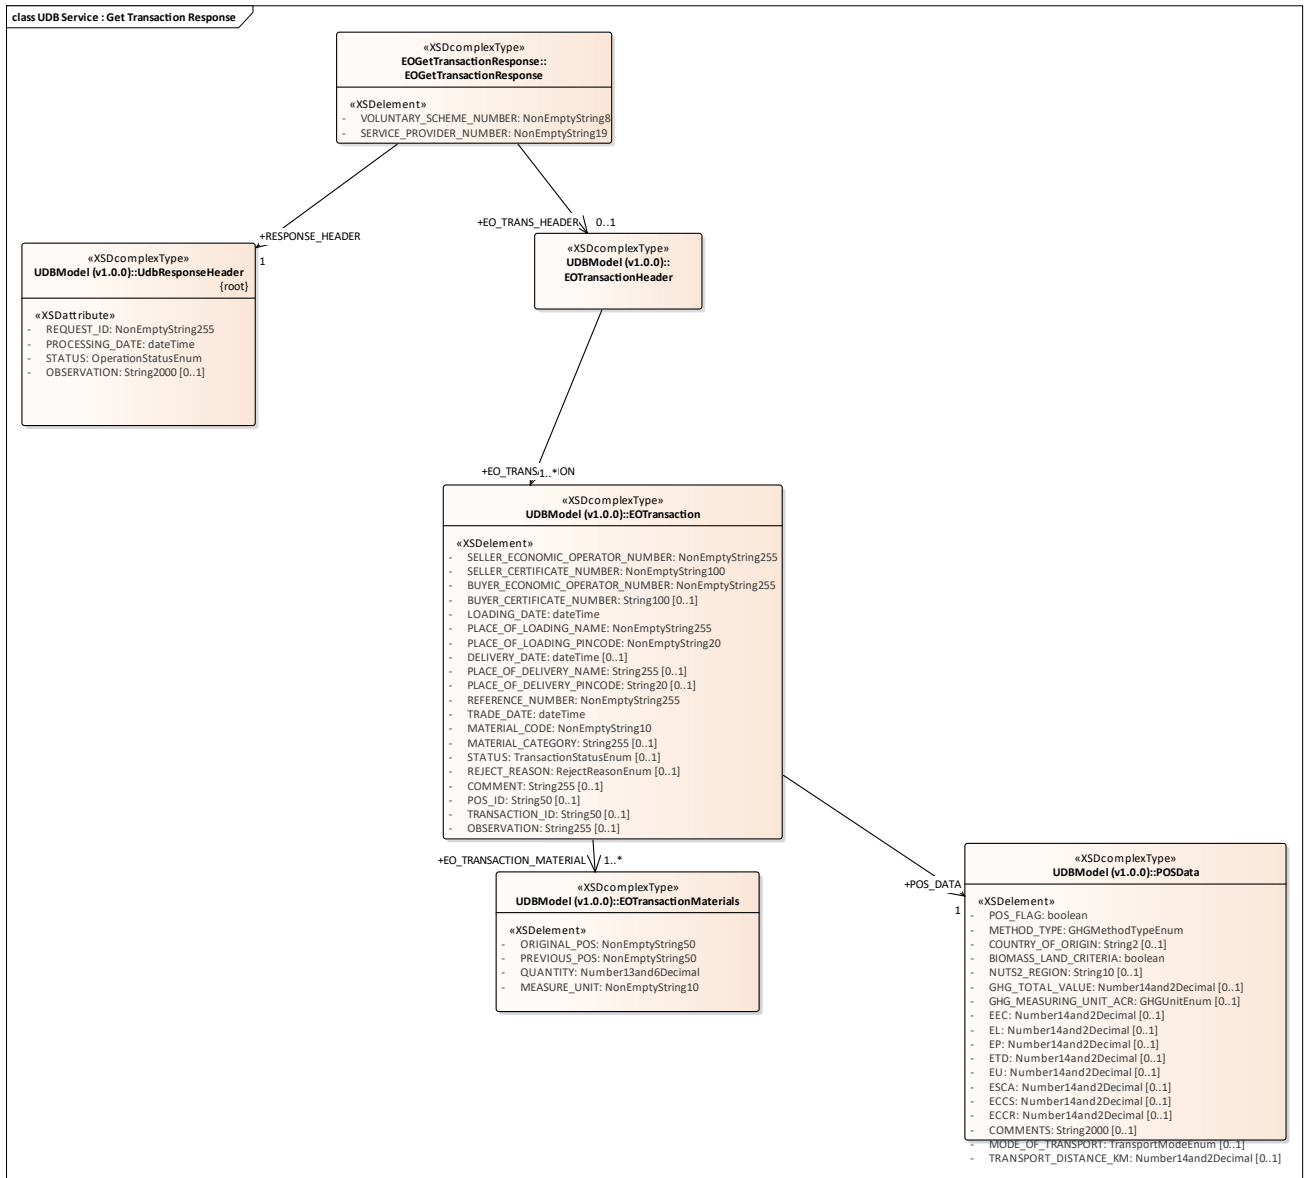 class UDB Service : Get Transaction Response
«XSDcomplexType»
EOGetTransactionResponse::
EOGetTransactionResponse
«XSDelement»
- VOLUNTARY_SCHEME_NUMBER: NonEmptyString8
- SERVICE_PROVIDER_NUMBER: NonEmptyString19
+EO_TRANS_HEADER 0..1
+RESPONSE_HEADER
1
«XSDcomplexType»
UDBModel (v1.0.0)::UdbResponseHeader
{root}
«XSDattribute»
- REQUEST_ID: NonEmptyString255
- PROCESSING_DATE: dateTime
- STATUS: OperationStatusEnum
- OBSERVATION: String2000 [0..1]
«XSDcomplexType»
UDBModel (v1.0.0)::
EOTransactionHeader
1..*
«XSDcomplexType»
UDBModel (v1.0.0)::EOTransaction
«XSDelement»
- SELLER_ECONOMIC_OPERATOR_NUMBER: NonEmptyString255
- SELLER_CERTIFICATE_NUMBER: NonEmptyString100
- BUYER_ECONOMIC_OPERATOR_NUMBER: NonEmptyString255
- BUYER_CERTIFICATE_NUMBER: String100 [0..1]
- LOADING_DATE: dateTime
- PLACE_OF_LOADING_NAME: NonEmptyString255
- PLACE_OF_LOADING_PINCODE: NonEmptyString20
- DELIVERY_DATE: dateTime [0..1]
- PLACE_OF_DELIVERY_NAME: String255 [0..1]
- PLACE_OF_DELIVERY_PINCODE: String20 [0..1]
- REFERENCE_NUMBER: NonEmptyString255
- TRADE_DATE: dateTime
- MATERIAL_CODE: NonEmptyString10
- MATERIAL_CATEGORY: String255 [0..1]
- STATUS: TransactionStatusEnum [0..1]
- REJECT_REASON: RejectReasonEnum [0..1]
- COMMENT: String255 [0..1]
- POS_ID: String50 [0..1]
- TRANSACTION_ID: String50 [0..1]
- OBSERVATION: String255 [0..1]
+EO_TRANSACTION_MATERIAL 1..*
«XSDcomplexType»
UDBModel (v1.0.0)::EOTransactionMaterials
«XSDelement»
- ORIGINAL_POS: NonEmptyString50
- PREVIOUS_POS: NonEmptyString50
- QUANTITY: Number13and6Decimal
- MEASURE_UNIT: NonEmptyString10
+POS_DATA
1
«XSDcomplexType»
UDBModel (v1.0.0)::POSData
«XSDelement»
- POS_FLAG: boolean
- METHOD_TYPE: GHGMethodTypeEnum
- COUNTRY_OF_ORIGIN: String2 [0..1]
- BIOMASS_LAND_CRITERIA: boolean
- NUTS2_REGION: String10 [0..1]
- GHG_TOTAL_VALUE: Number14and2Decimal [0..1]
- GHG_MEASURING_UNIT_ACR: GHGUnitEnum [0..1]
- EEC: Number14and2Decimal [0..1]
- EL: Number14and2Decimal [0..1]
- EP: Number14and2Decimal [0..1]
- ETD: Number14and2Decimal [0..1]
- EU: Number14and2Decimal [0..1]
- ESCA: Number14and2Decimal [0..1]
- ECCS: Number14and2Decimal [0..1]
- ECCR: Number14and2Decimal [0..1]
- COMMENTS: String2000 [0..1]
- MODE_OF_TRANSPORT: TransportModeEnum [0..1]
- TRANSPORT_DISTANCE_KM: Number14and2Decimal [0..1]